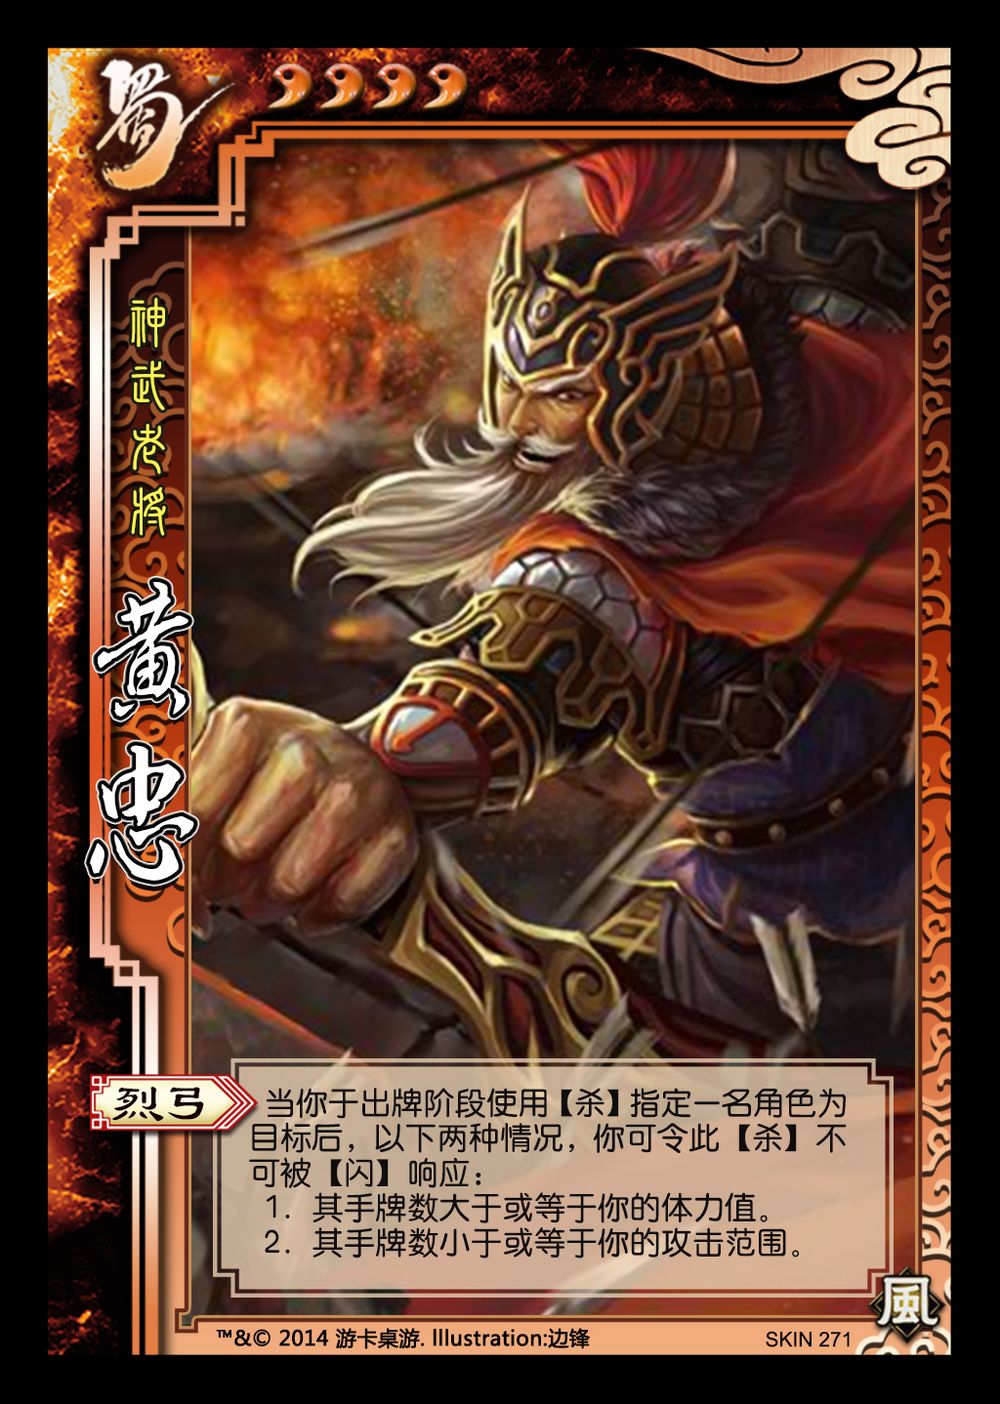 蜀
神武老将
黄忠
烈弓
当你于出牌阶段使用【杀】指定一名角色为
目标后，以下两种情况，你可令此【杀】不
可被【闪】响应：
1. 其手牌数大于或等于你的体力值。
2. 其手牌数小于或等于你的攻击范围。
風
™&© 2014 游卡桌游. Illustration:边锋
SKIN 271